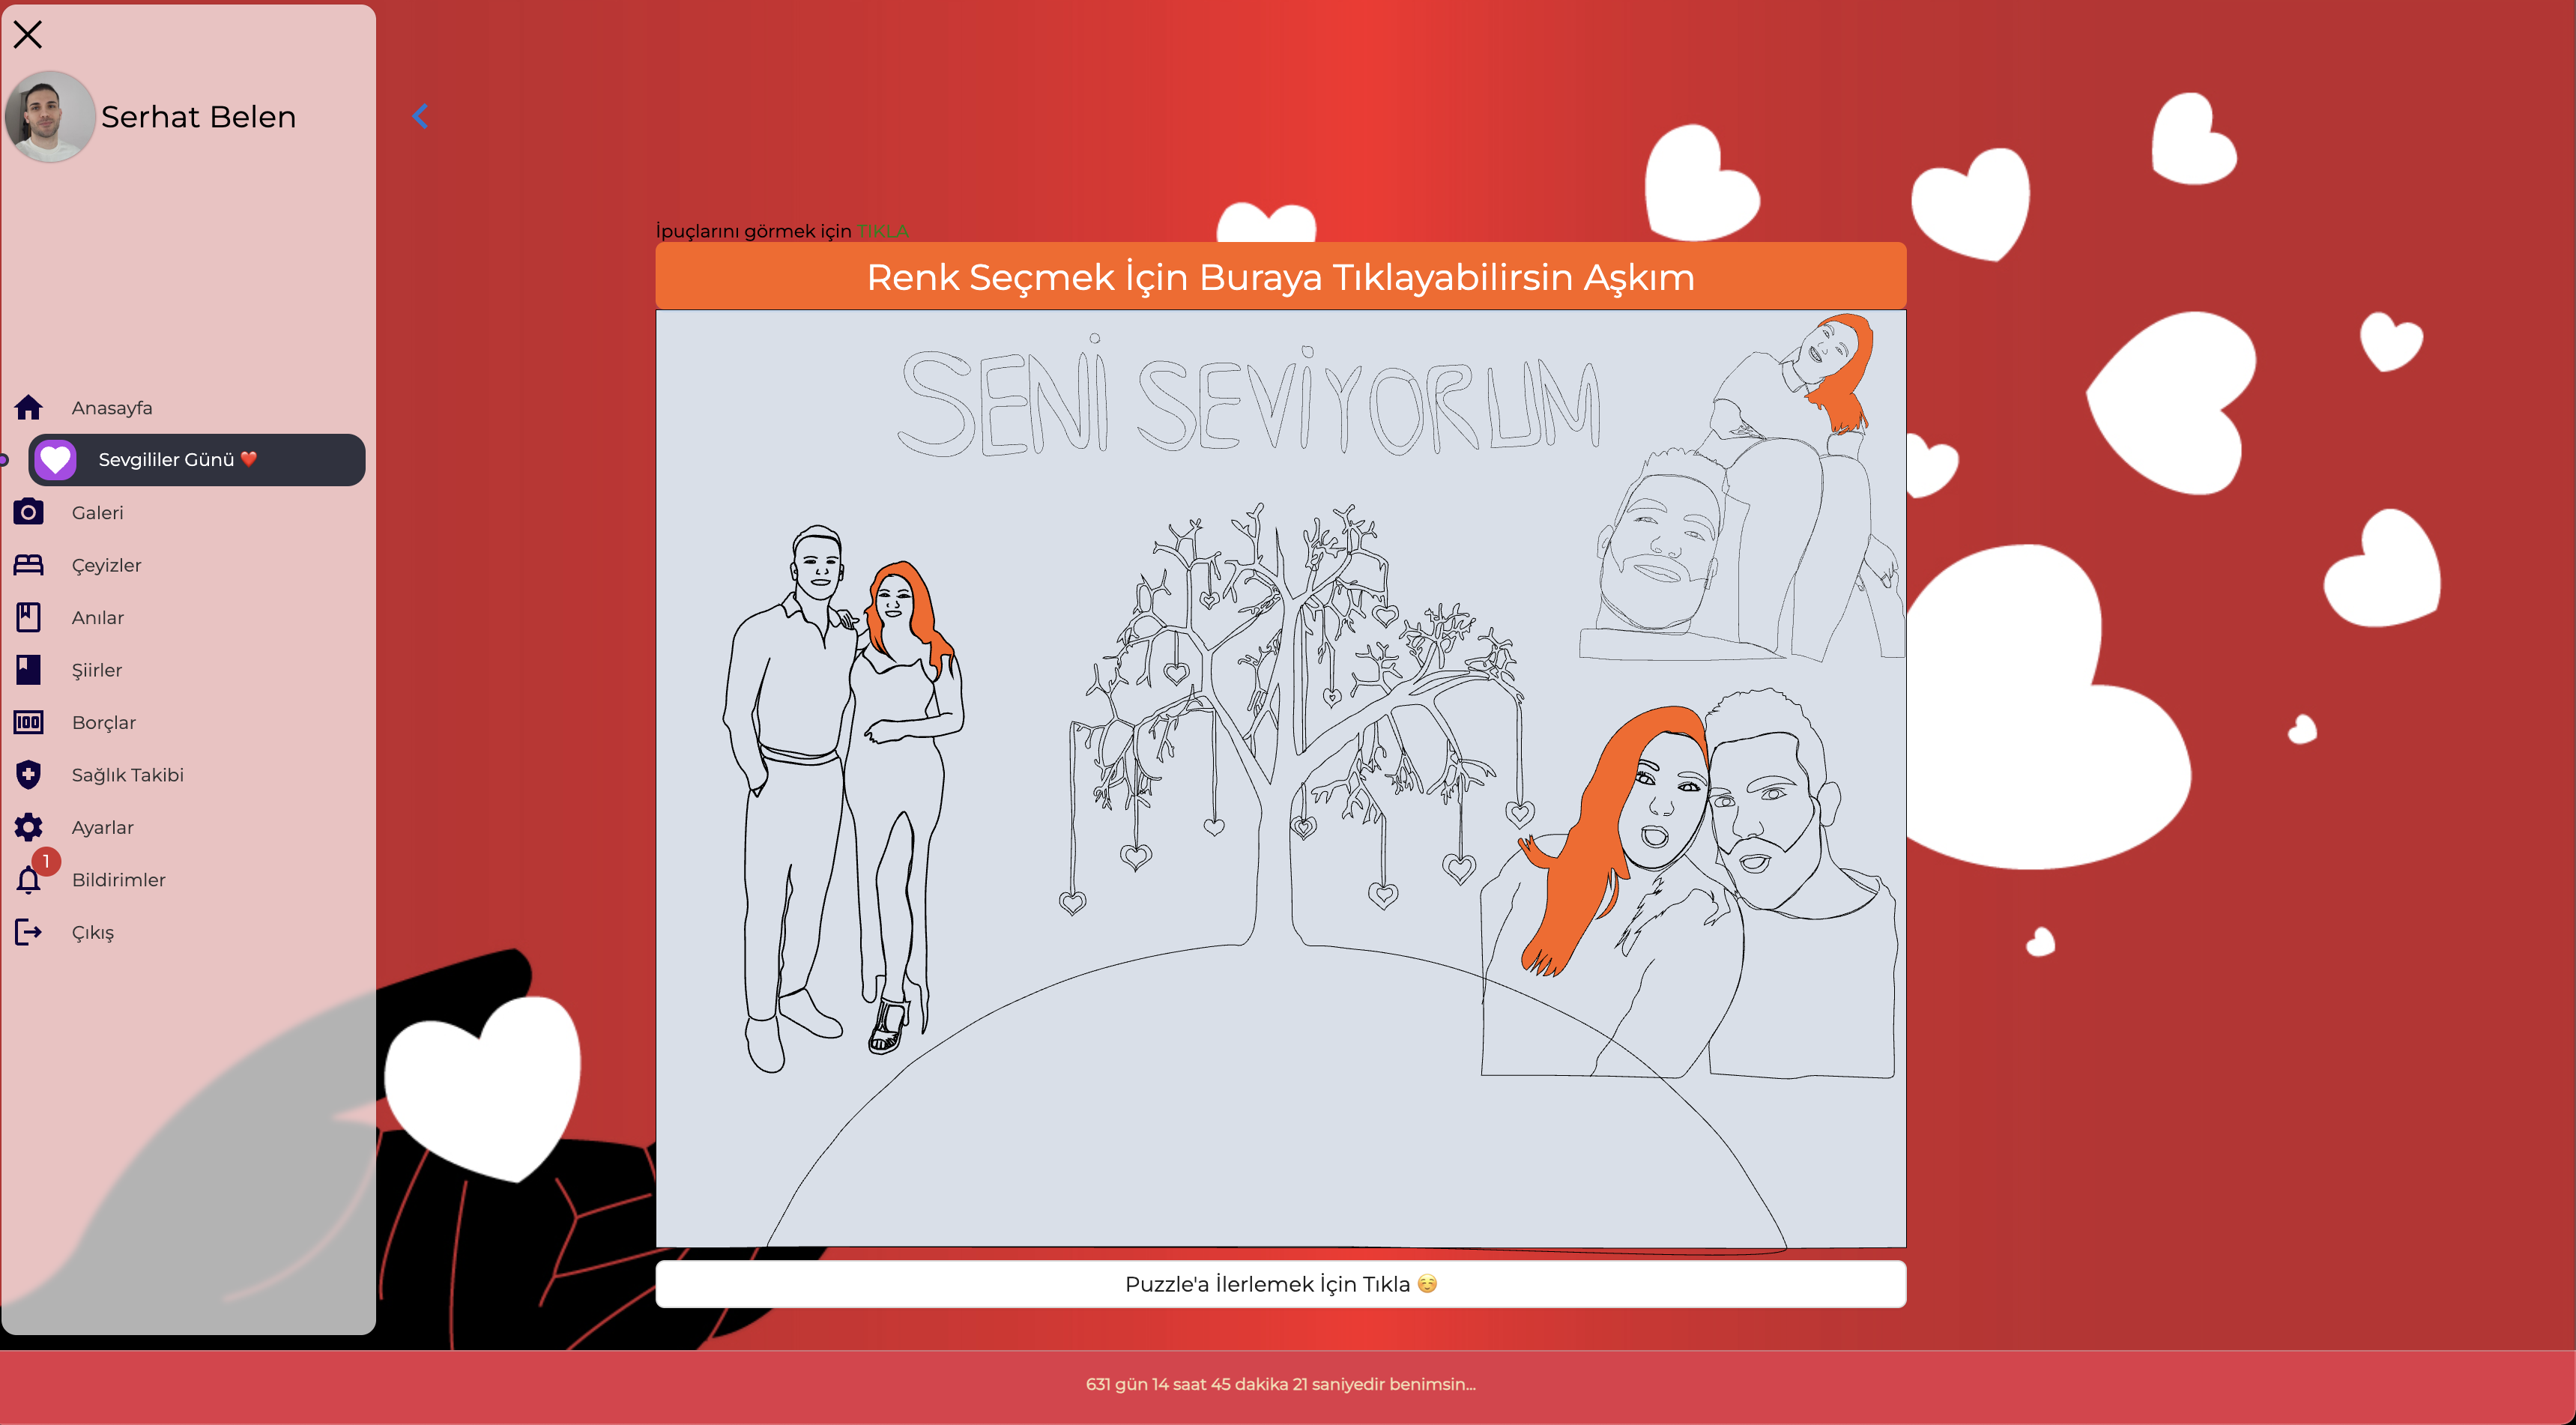 Serhat Belen
Anasayfa
Sevgililer Günü ❤️
Galeri
Çeyizler
Anılar
Şiirler
100 Borçlar
Sağlık Takibi
Ayarlar
1
Bildirimler
Çıkış
İpuçlarını görmek için TIKLA
Renk Seçmek İçin Buraya Tıklayabilirsin Aşkım
SENİ SEVİYORUM
Puzzle'a İlerlemek İçin Tıkla ☺️
631 gün 14 saat 45 dakika 21 saniyedir benimsin...